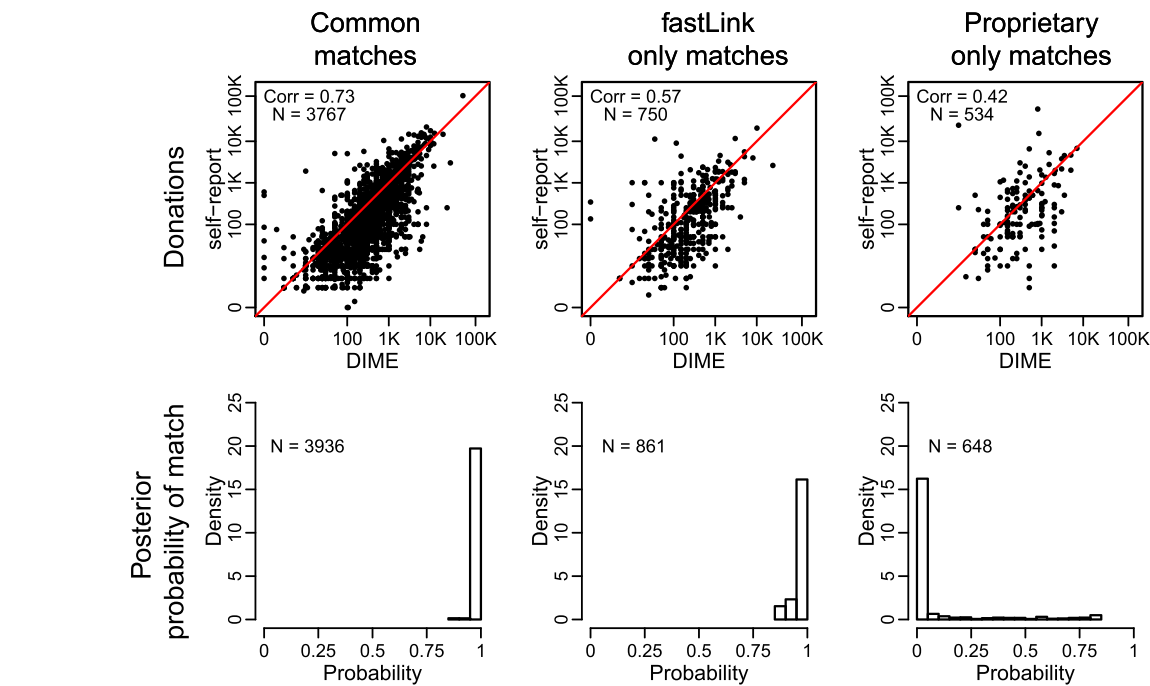 Common
matches
fastLink
only matches
Proprietary
only matches
Donations
self−report
0 100 1K 10K 100K
Corr = 0.73
N = 3767
0 100 1K 10K 100K
DIME
self−report
0 100 1K 10K 100K
Corr = 0.57
N = 750
0 100 1K 10K 100K
DIME
self−report
0 100 1K 10K 100K
Corr = 0.42
N = 534
0 100 1K 10K 100K
DIME
Posterior
probability of match
Density
0 5 10 15 20 25
N = 3936
0 0.25 0.5 0.75 1
Probability
Density
0 5 10 15 20 25
N = 861
0 0.25 0.5 0.75 1
Probability
Density
0 5 10 15 20 25
N = 648
0 0.25 0.5 0.75 1
Probability